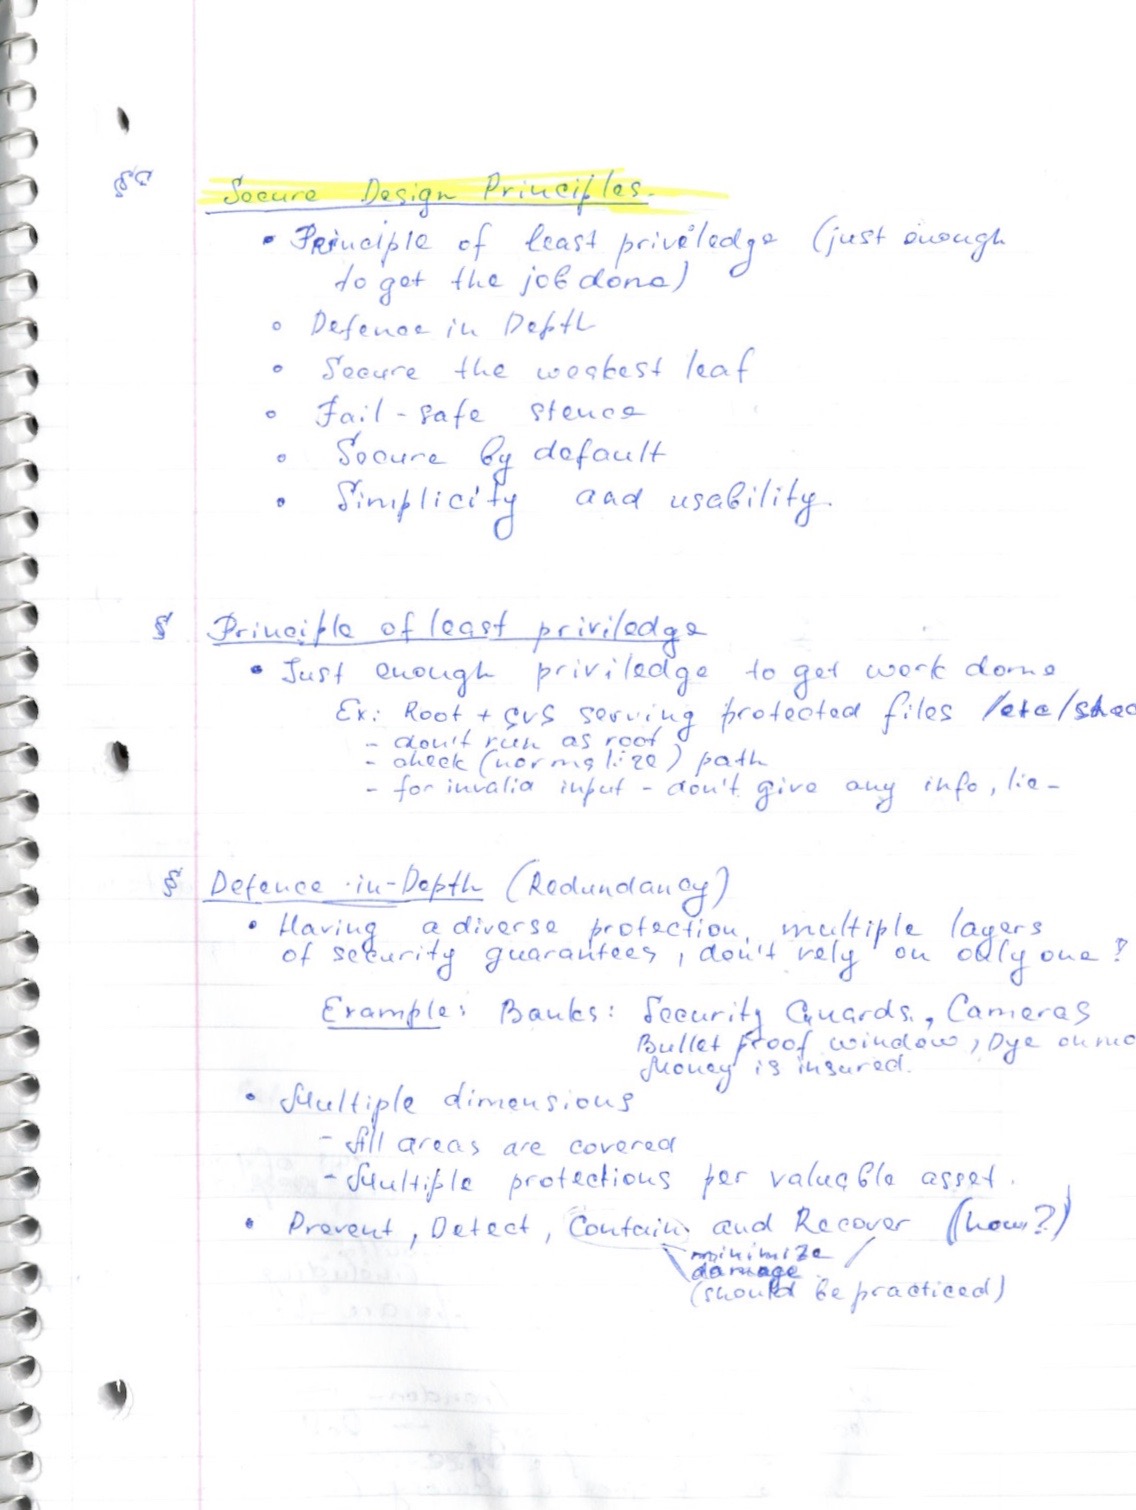 §§ Secure Design Principles.
• Principle of least priveledge (just enough
to get the job done)
◦ Defence in Depth
◦ Secure the weakest leaf
◦ Fail-safe stence
◦ Secure by default
◦ Simplicity and usability.
§ Principle of least priviledge
• Just enough priviledge to get work done
Ex: Root + SVS serving protected files /etc/shad
- don't run as root
- check (normalize) path
- for invalid input - don't give any info, lie-
§ Defence-in-Depth (Redundancy)
• Having a diverse protection, multiple layers
of security guarantees, don't rely on only one!
Example: Banks: Security Guards, Cameras
Bullet proof window, Dye on mo
Money is insured.
• Multiple dimensions
- All areas are covered
- Multiple protections per valuable asset.
• Prevent, Detect, Contain and Recover (how?)
minimize
damage
(should be practiced)